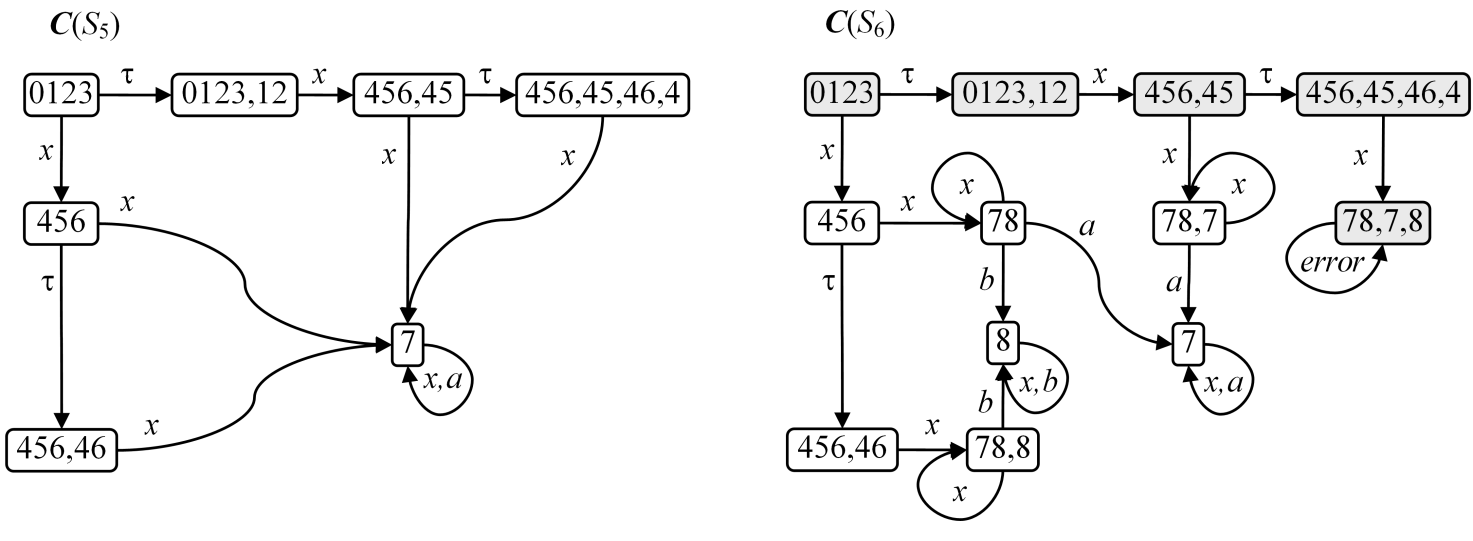 C(S5)
0123 τ 0123,12 x 456,45 τ 456,45,46,4
x x x
456 x
τ
7
x,a
456,46 x
C(S6)
0123 τ 0123,12 x 456,45 τ 456,45,46,4
x x x
x x
456 x 78 a 78,7 78,7,8
τ b a error
8 7
x,b x,a
b
456,46 x 78,8
x